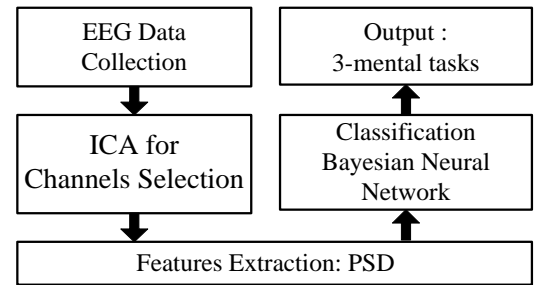 EEG Data
Collection
ICA for
Channels Selection
Features Extraction: PSD
Classification
Bayesian Neural
Network
Output :
3-mental tasks